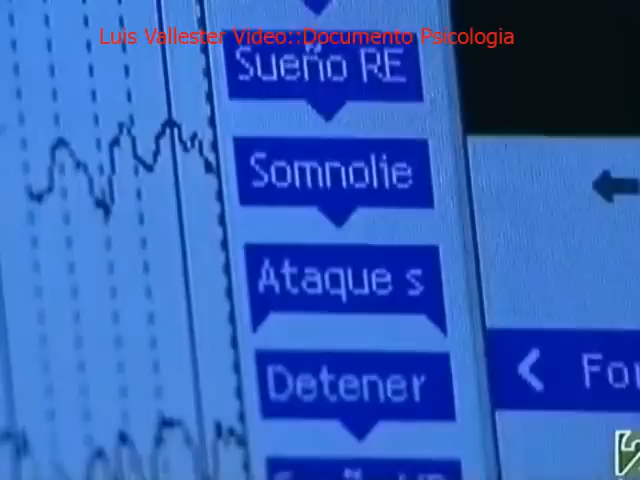 Luis Vallester Video::Documento Psicologia
Sueño RE
Somnolie
Ataque s
Detener
For